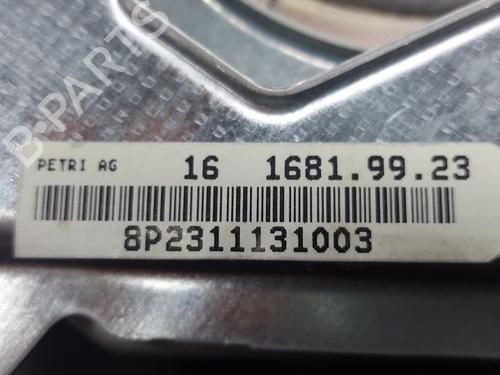 B-PARTS
PETRI AG 16 1681.99.23
8P2311131003